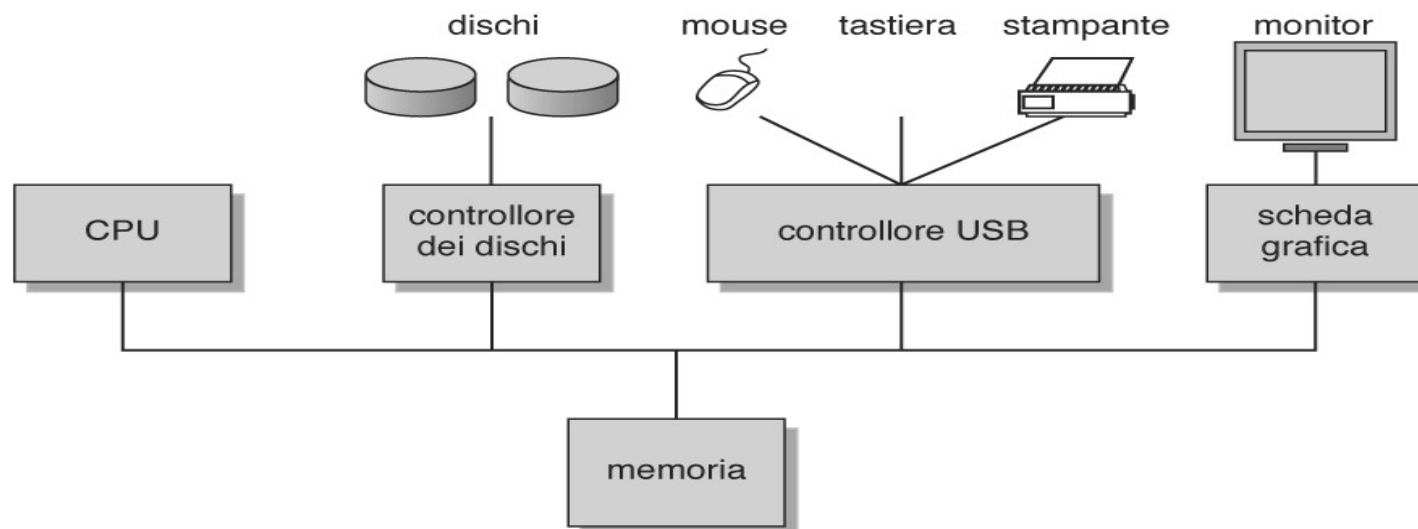 dischi
mouse
tastiera
stampante
monitor
CPU
controllore
dei dischi
controllore USB
scheda
grafica
memoria